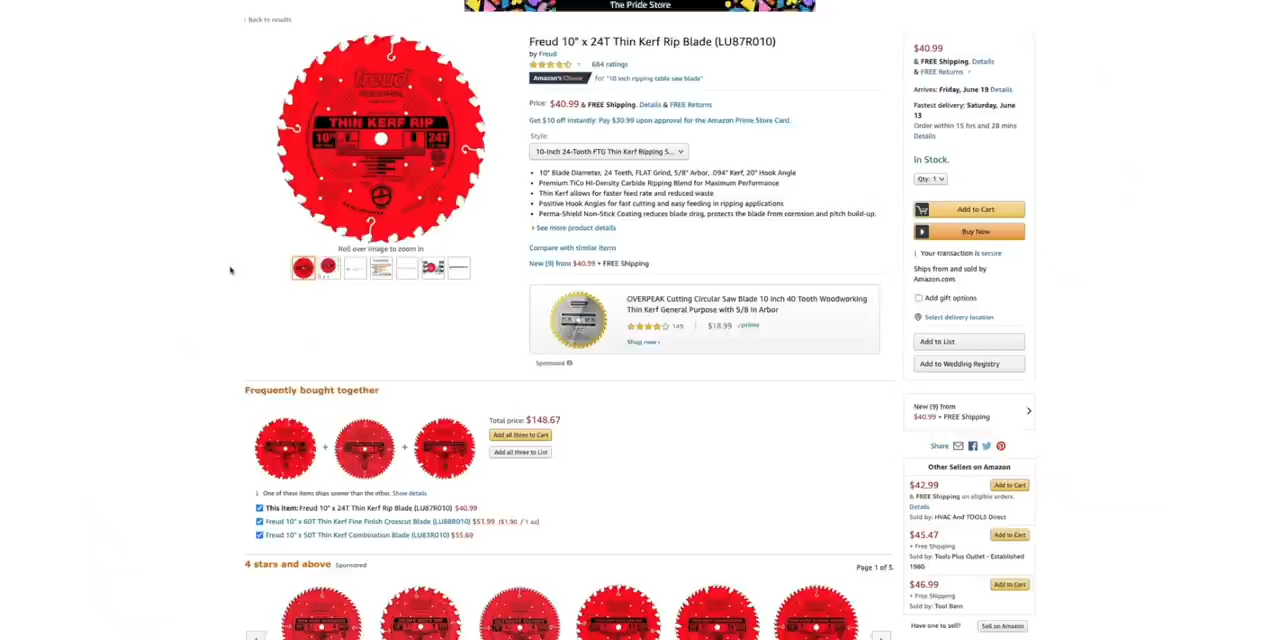 The Pride Store
‹ Back to results
Freud 10" x 24T Thin Kerf Rip Blade (LU87R010)
by Freud
684 ratings
Amazon's Choice for "10 inch ripping table saw blade"
Price: $40.99 & FREE Shipping. Details & FREE Returns
Get $10 off instantly: Pay $30.99 upon approval for the Amazon Prime Store Card.
Style:
10-Inch 24-Tooth FTG Thin Kerf Ripping S...
• 10" Blade Diameter, 24 Teeth, FLAT Grind, 5/8" Arbor, .094" Kerf, 20° Hook Angle
• Premium TiCo Hi-Density Carbide Ripping Blend for Maximum Performance
• Thin Kerf allows for faster feed rate and reduced waste
• Positive Hook Angles for fast cutting and easy feeding in ripping applications
• Perma-Shield Non-Stick Coating reduces blade drag, protects the blade from corrosion and pitch build-up.
› See more product details
Compare with similar items
New (9) from $40.99 + FREE Shipping
freud
THIN KERF RIP
10"
24T
Roll over image to zoom in
OVERPEAK Cutting Circular Saw Blade 10 Inch 40 Tooth Woodworking
Thin Kerf General Purpose with 5/8 in Arbor
149 | $18.99 prime
Shop now ›
Sponsored
$40.99
& FREE Shipping. Details
& FREE Returns
Arrives: Friday, June 19 Details
Fastest delivery: Saturday, June
13
Order within 15 hrs and 28 mins
Details
In Stock.
Qty: 1
Add to Cart
Buy Now
Your transaction is secure
Ships from and sold by
Amazon.com.
Add gift options
Select delivery location
Add to List
Add to Wedding Registry
New (9) from
$40.99 + FREE Shipping
Share
Other Sellers on Amazon
$42.99 Add to Cart
& FREE Shipping on eligible orders.
Details
Sold by: HVAC And TOOLS Direct
$45.47 Add to Cart
+ Free Shipping
Sold by: Tools Plus Outlet - Established
1980
$46.99 Add to Cart
+ Free Shipping
Sold by: Tool Barn
Have one to sell? Sell on Amazon
Frequently bought together
+ +
Total price: $148.67
Add all three to Cart
Add all three to List
i One of these items ships sooner than the other. Show details
This item: Freud 10" x 24T Thin Kerf Rip Blade (LU87R010) $40.99
Freud 10" x 60T Thin Kerf Fine Finish Crosscut Blade (LU88R010) $51.99 ($1.90 / 1 oz)
Freud 10" x 50T Thin Kerf Combination Blade (LU83R010) $55.69
4 stars and above Sponsored
Page 1 of 5